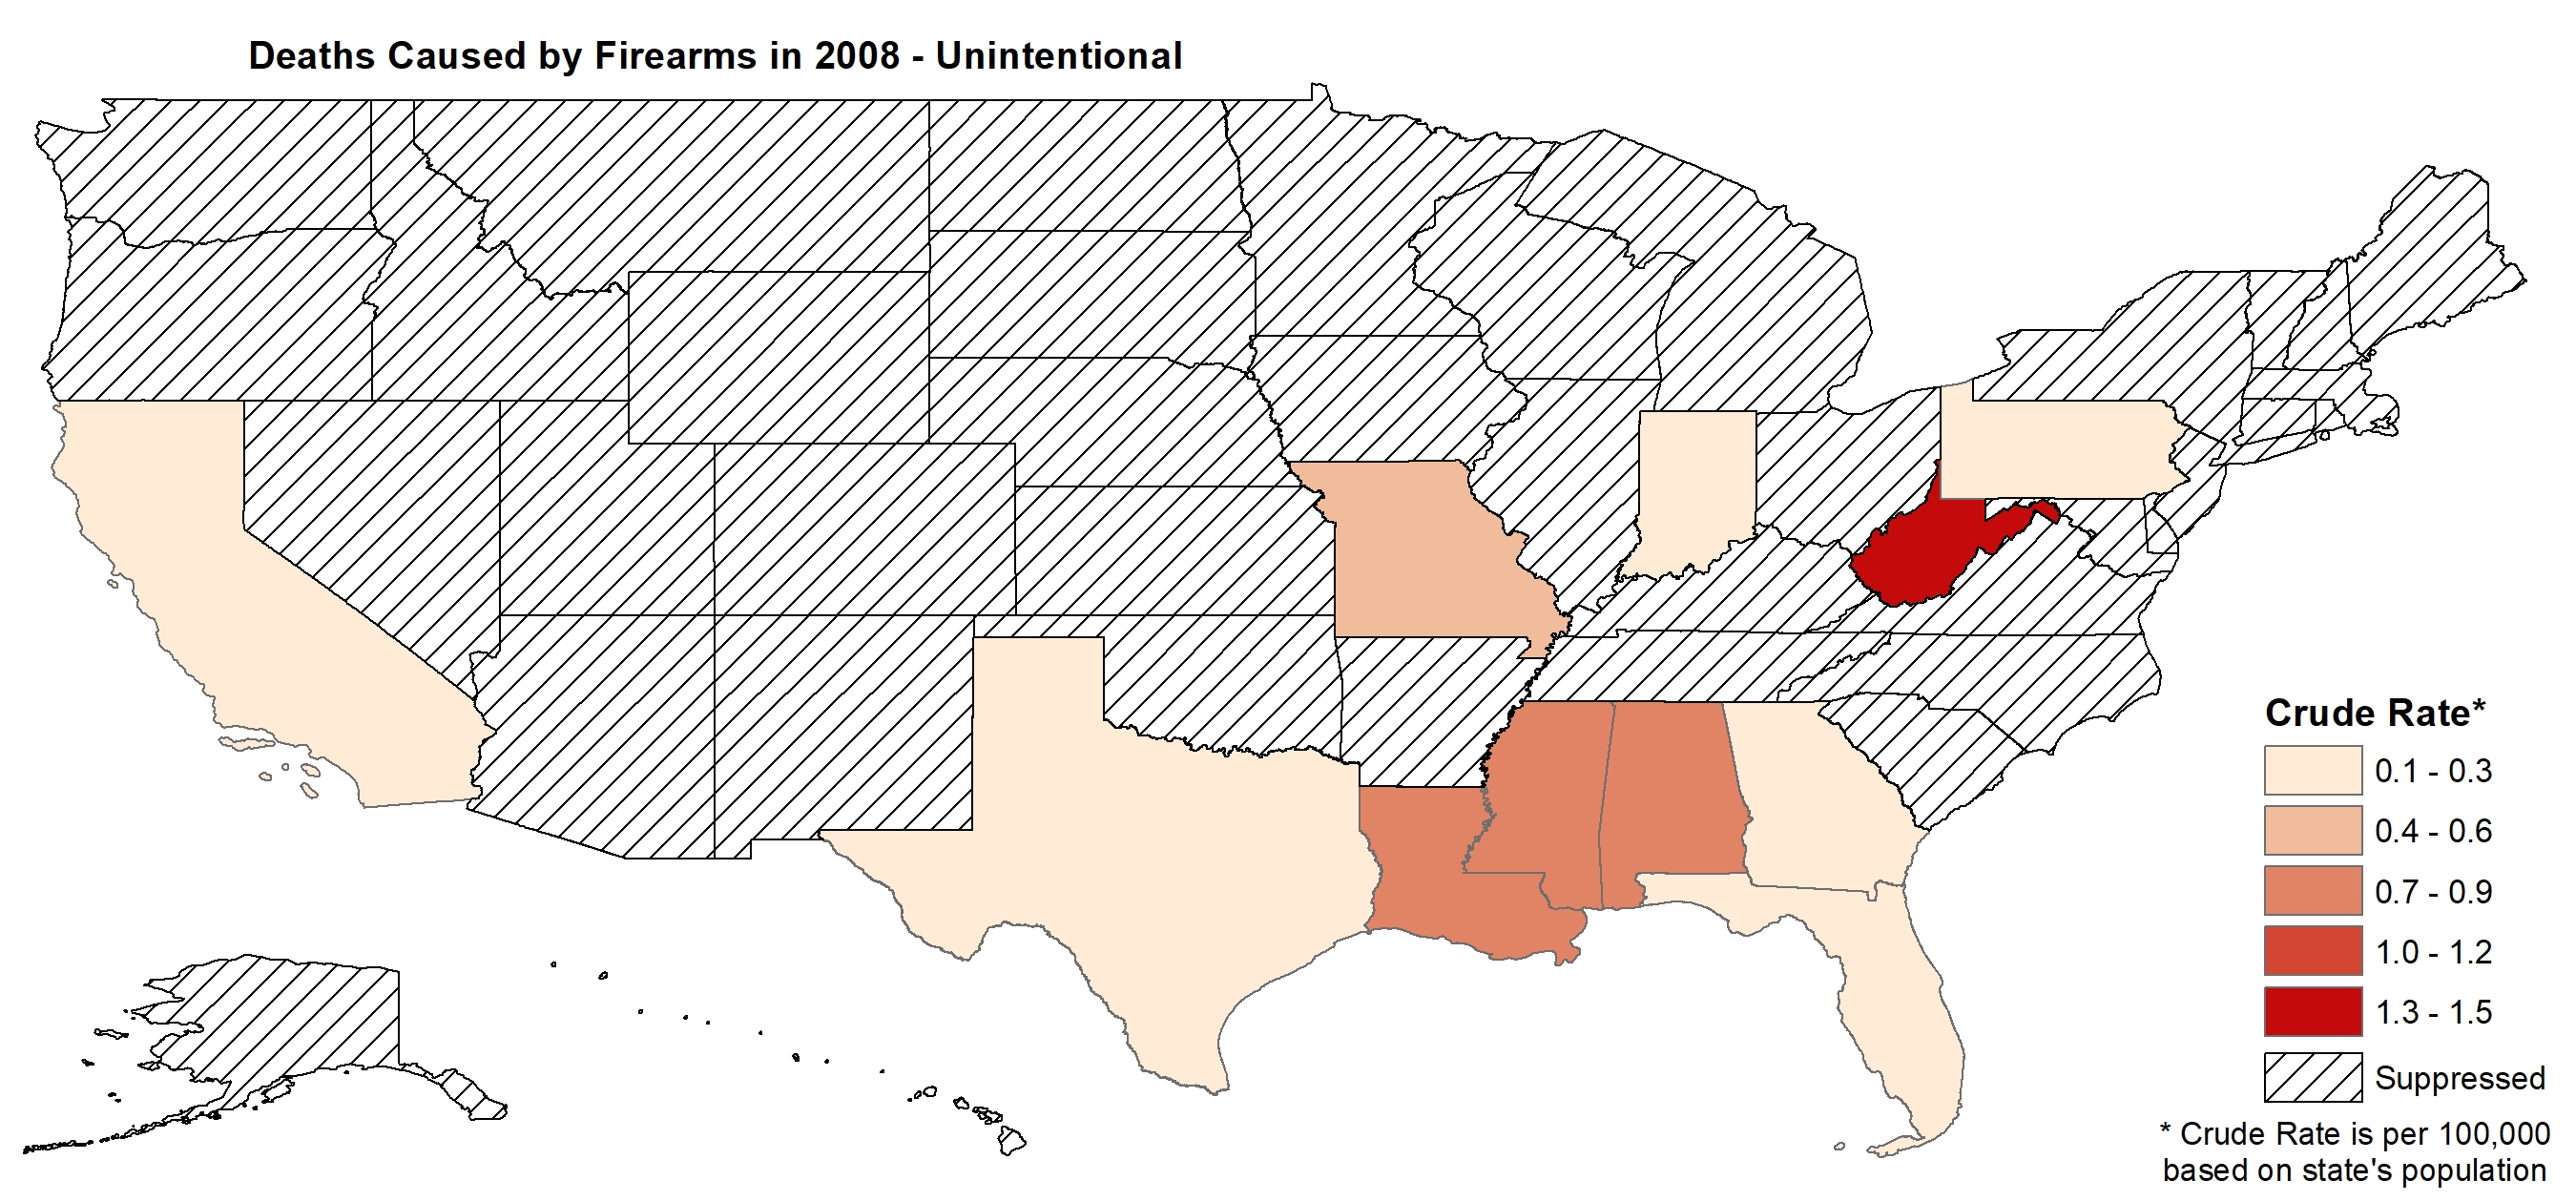 Deaths Caused by Firearms in 2008 - Unintentional
Crude Rate*
0.1 - 0.3
0.4 - 0.6
0.7 - 0.9
1.0 - 1.2
1.3 - 1.5
Suppressed
* Crude Rate is per 100,000
based on state's population